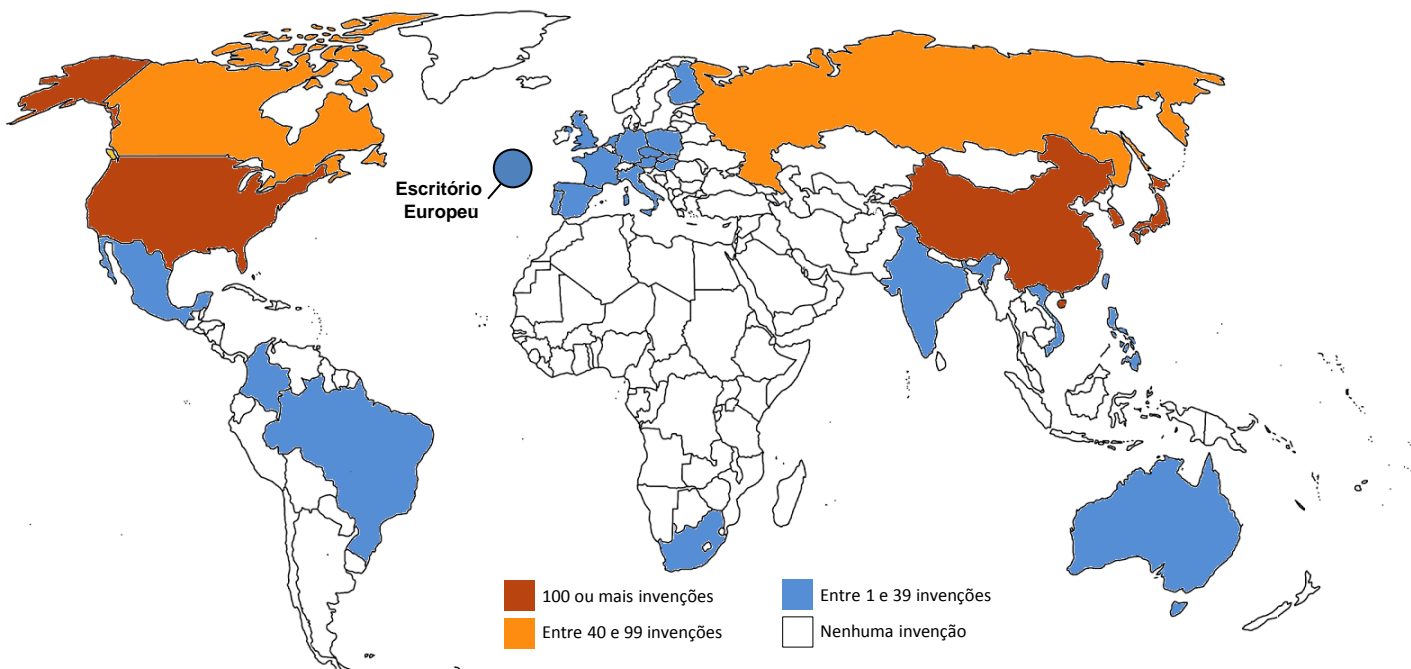 Escritório
Europeu
100 ou mais invenções
Entre 40 e 99 invenções
Entre 1 e 39 invenções
Nenhuma invenção